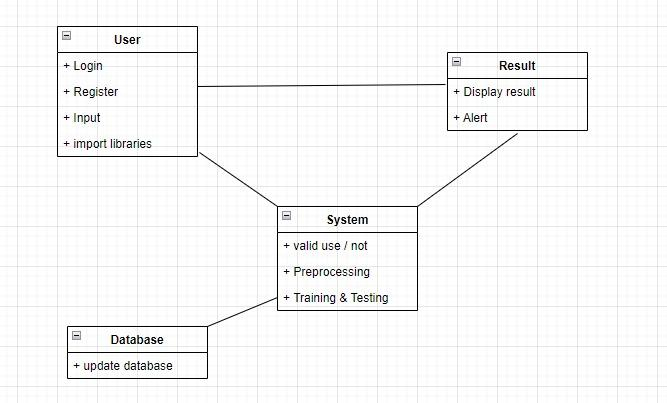 User
+ Login
+ Register
+ Input
+ import libraries
Result
+ Display result
+ Alert
System
+ valid use / not
+ Preprocessing
+ Training & Testing
Database
+ update database